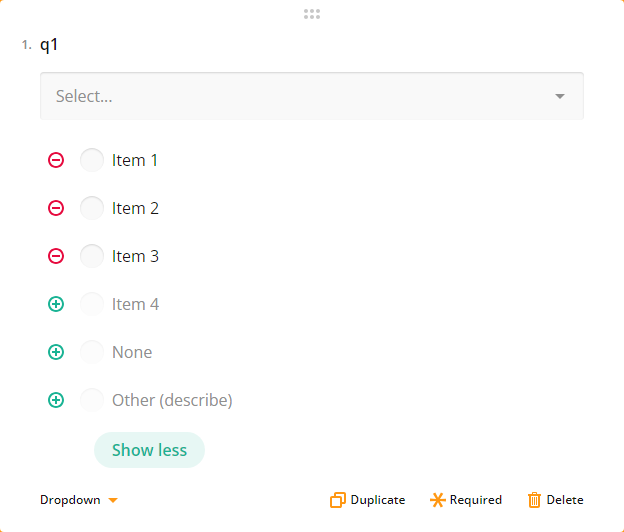 1. q1
Select...
Item 1
Item 2
Item 3
Item 4
None
Other (describe)
Show less
Dropdown Duplicate Required Delete